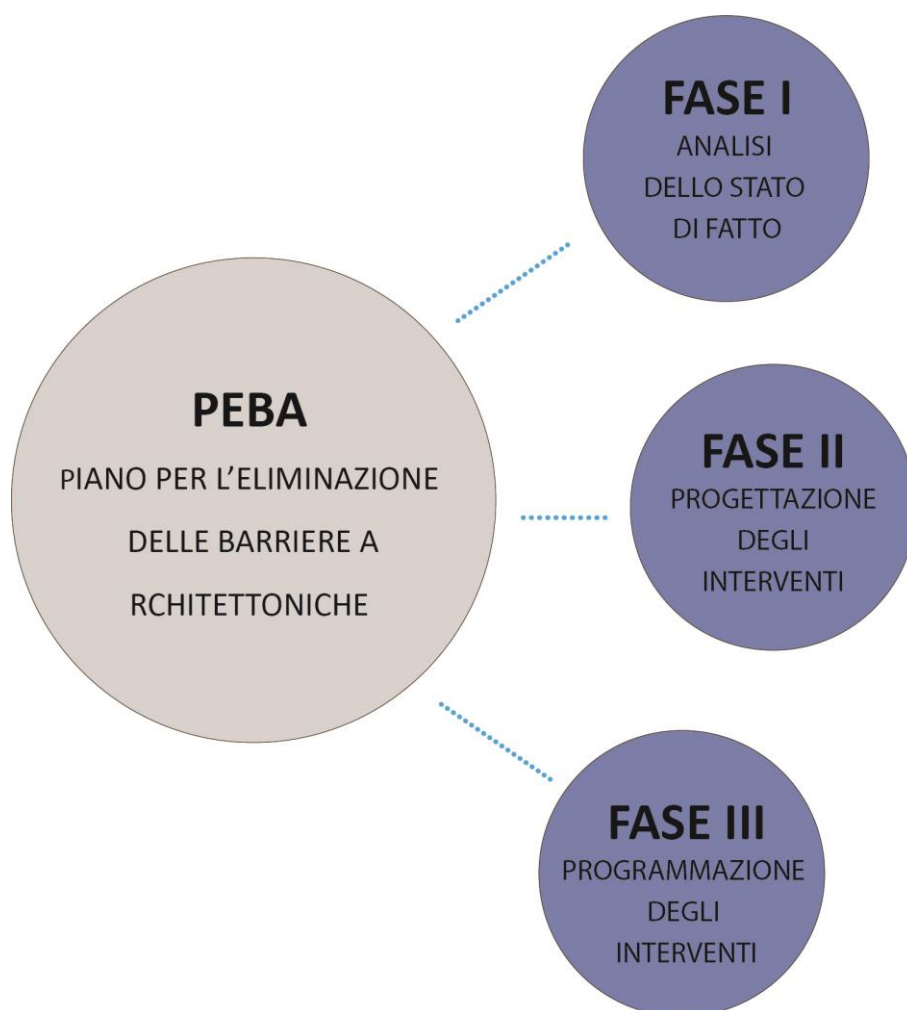 PEBA
PIANO PER L'ELIMINAZIONE
DELLE BARRIERE A
RCHITETTONICHE
FASE I
ANALISI
DELLO STATO
DI FATTO
FASE II
PROGETTAZIONE
DEGLI
INTERVENTI
FASE III
PROGRAMMAZIONE
DEGLI
INTERVENTI